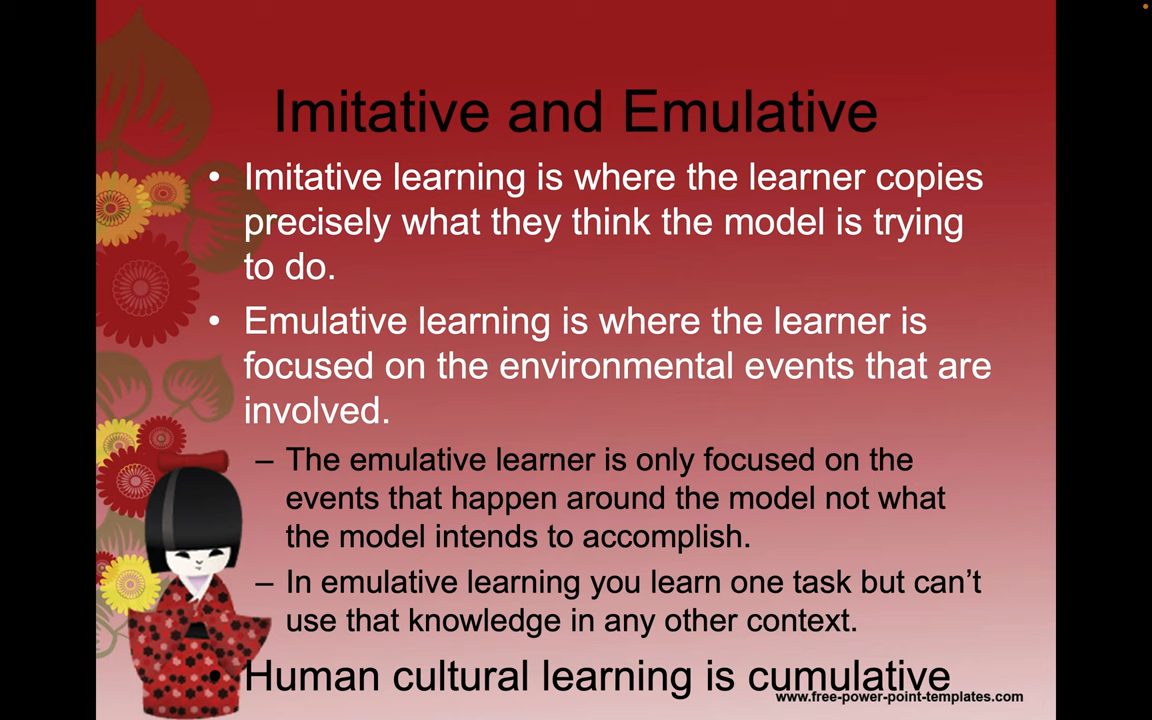 Imitative and Emulative
• Imitative learning is where the learner copies
precisely what they think the model is trying
to do.
• Emulative learning is where the learner is
focused on the environmental events that are
involved.
– The emulative learner is only focused on the
events that happen around the model not what
the model intends to accomplish.
– In emulative learning you learn one task but can’t
use that knowledge in any other context.
• Human cultural learning is cumulative
www.free-power-point-templates.com